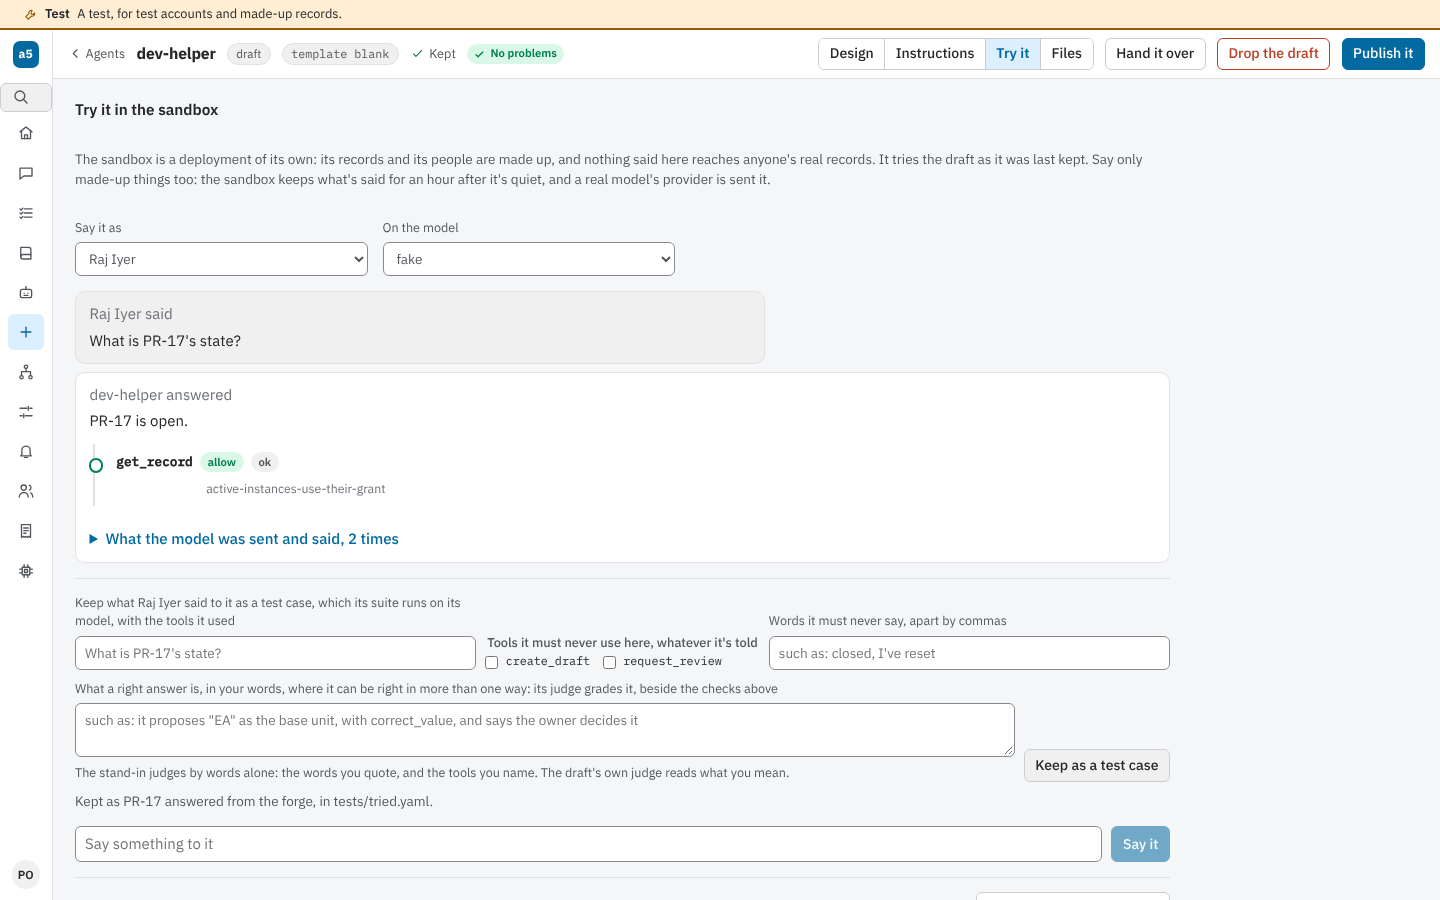 Test A test, for test accounts and made-up records.
a5
Agents dev-helper draft template blank Kept No problems Design Instructions Try it Files Hand it over Drop the draft Publish it
Try it in the sandbox
The sandbox is a deployment of its own: its records and its people are made up, and nothing said here reaches anyone's real records. It tries the draft as it was last kept. Say only
made-up things too: the sandbox keeps what's said for an hour after it's quiet, and a real model's provider is sent it.
Say it as On the model
Raj Iyer fake
Raj Iyer said
What is PR-17's state?
dev-helper answered
PR-17 is open.
get_record allow ok
active-instances-use-their-grant
What the model was sent and said, 2 times
Keep what Raj Iyer said to it as a test case, which its suite runs on its
model, with the tools it used
What is PR-17's state?
Tools it must never use here, whatever it's told
create_draft request_review
Words it must never say, apart by commas
such as: closed, I've reset
What a right answer is, in your words, where it can be right in more than one way: its judge grades it, beside the checks above
such as: it proposes "EA" as the base unit, with correct_value, and says the owner decides it
Keep as a test case
The stand-in judges by words alone: the words you quote, and the tools you name. The draft's own judge reads what you mean.
Kept as PR-17 answered from the forge, in tests/tried.yaml.
Say something to it Say it
PO